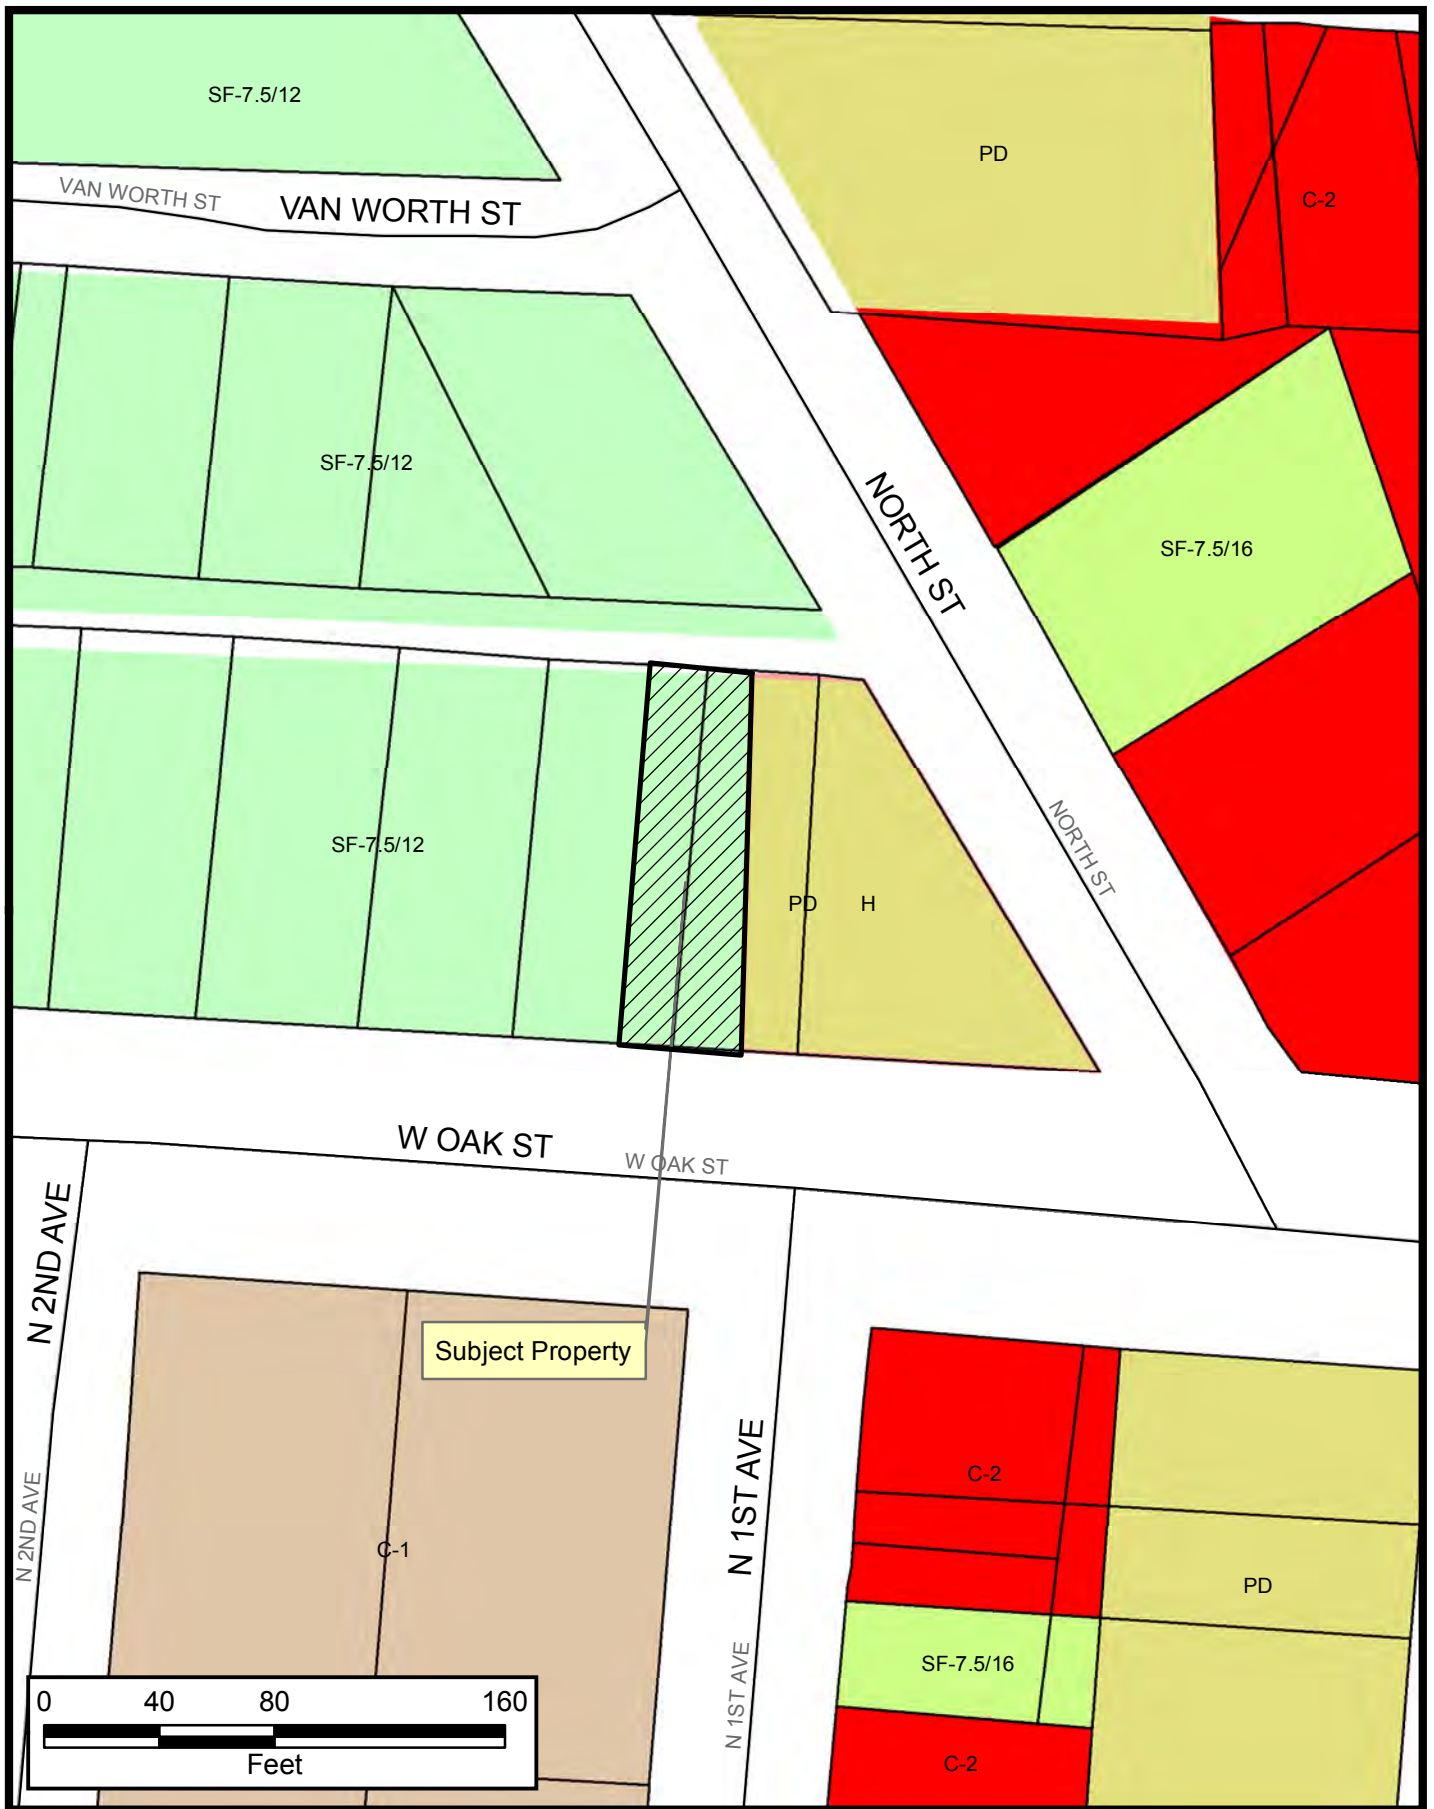 SF-7.5/12
PD
VAN WORTH ST
VAN WORTH ST
C-2
SF-7.5/12
NORTH ST
SF-7.5/16
SF-7.5/12
NORTH ST
PD
H
W OAK ST
W OAK ST
N 2ND AVE
Subject Property
N 1ST AVE
C-2
N 2ND AVE
C-1
PD
SF-7.5/16
N 1ST AVE
0 40 80 160
Feet
C-2